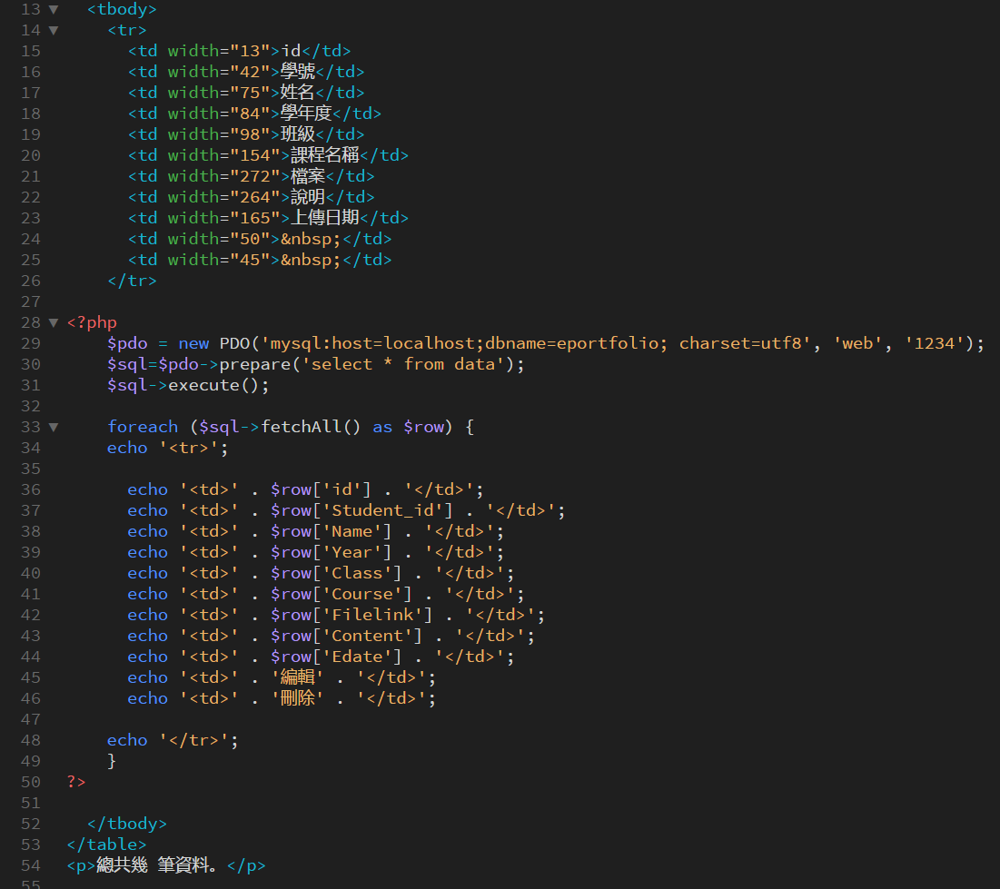 13 ▼   <tbody>
14 ▼     <tr>
15         <td width="13">id</td>
16         <td width="42">學號</td>
17         <td width="75">姓名</td>
18         <td width="84">學年度</td>
19         <td width="98">班級</td>
20         <td width="154">課程名稱</td>
21         <td width="272">檔案</td>
22         <td width="264">說明</td>
23         <td width="165">上傳日期</td>
24         <td width="50">&nbsp;</td>
25         <td width="45">&nbsp;</td>
26       </tr>
27
28 ▼ <?php
29       $pdo = new PDO('mysql:host=localhost;dbname=eportfolio; charset=utf8', 'web', '1234');
30       $sql=$pdo->prepare('select * from data');
31       $sql->execute();
32
33 ▼     foreach ($sql->fetchAll() as $row) {
34       echo '<tr>';
35
36         echo '<td>' . $row['id'] . '</td>';
37         echo '<td>' . $row['Student_id'] . '</td>';
38         echo '<td>' . $row['Name'] . '</td>';
39         echo '<td>' . $row['Year'] . '</td>';
40         echo '<td>' . $row['Class'] . '</td>';
41         echo '<td>' . $row['Course'] . '</td>';
42         echo '<td>' . $row['Filelink'] . '</td>';
43         echo '<td>' . $row['Content'] . '</td>';
44         echo '<td>' . $row['Edate'] . '</td>';
45         echo '<td>' . '編輯' . '</td>';
46         echo '<td>' . '刪除' . '</td>';
47
48       echo '</tr>';
49       }
50   ?>
51
52     </tbody>
53   </table>
54   <p>總共幾 筆資料。</p>
55